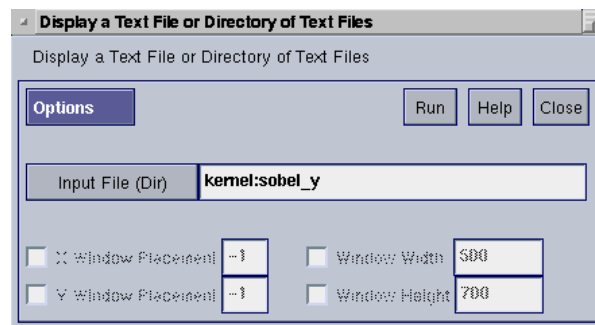 Display a Text File or Directory of Text Files
Display a Text File or Directory of Text Files
Options Run Help Close
Input File (Dir) kernel:sobel_y
X Window Placement -1 Window Width 500
Y Window Placement -1 Window Height 700